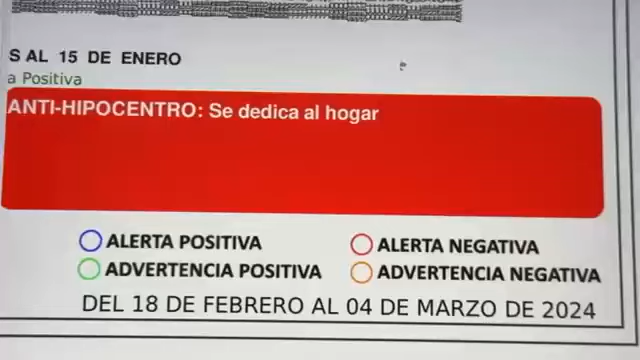 S AL 15 DE ENERO
a Positiva
ANTI-HIPOCENTRO: Se dedica al hogar
ALERTA POSITIVA
ALERTA NEGATIVA
ADVERTENCIA POSITIVA
ADVERTENCIA NEGATIVA
DEL 18 DE FEBRERO AL 04 DE MARZO DE 2024